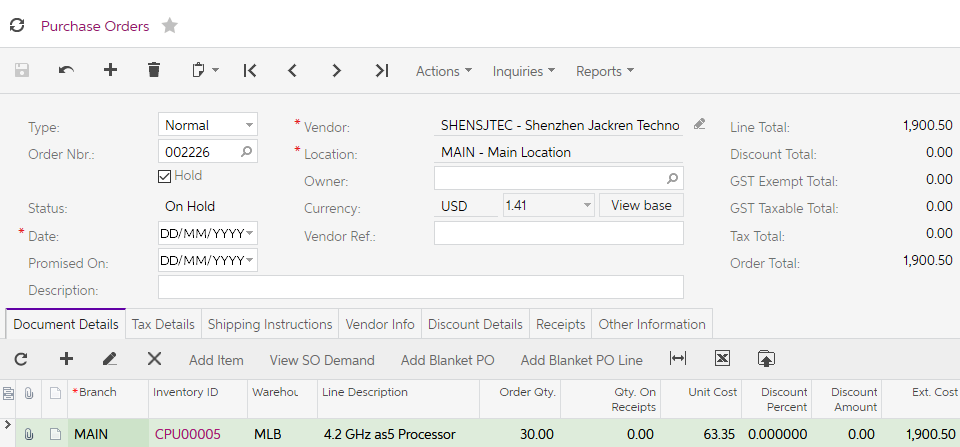 Purchase Orders
Actions Inquiries Reports
Type: Normal * Vendor: SHENSJTEC - Shenzhen Jackren Techno Line Total: 1,900.50
Order Nbr.: 002226 * Location: MAIN - Main Location Discount Total: 0.00
Hold Owner: GST Exempt Total: 0.00
Status: On Hold Currency: USD 1.41 View base GST Taxable Total: 0.00
* Date: DD/MM/YYYY Vendor Ref.: Tax Total: 0.00
Promised On: DD/MM/YYYY Order Total: 1,900.50
Description:
Document Details Tax Details Shipping Instructions Vendor Info Discount Details Receipts Other Information
Add Item View SO Demand Add Blanket PO Add Blanket PO Line
*Branch Inventory ID Warehou Line Description Order Qty. Qty. On Receipts Unit Cost Discount Percent Discount Amount Ext. Cost
MAIN CPU00005 MLB 4.2 GHz as5 Processor 30.00 0.00 63.35 0.000000 0.00 1,900.50